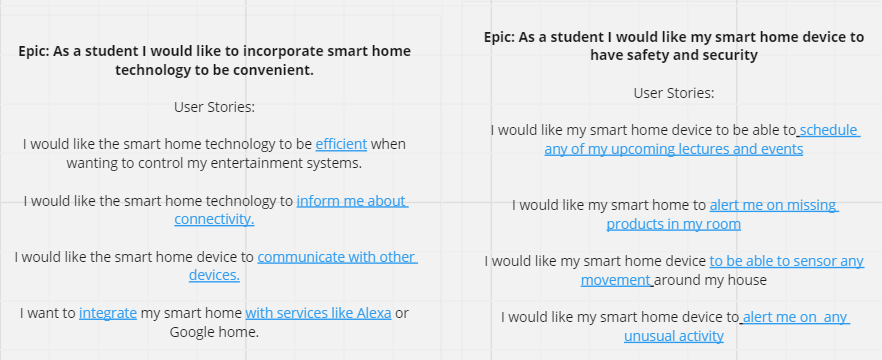 Epic: As a student I would like to incorporate smart home
technology to be convenient.
User Stories:
I would like the smart home technology to be efficient when
wanting to control my entertainment systems.
I would like the smart home technology to inform me about
connectivity.
I would like the smart home device to communicate with other
devices.
I want to integrate my smart home with services like Alexa or
Google home.
Epic: As a student I would like my smart home device to
have safety and security
User Stories:
I would like my smart home device to be able to schedule
any of my upcoming lectures and events
I would like my smart home to alert me on missing
products in my room
I would like my smart home device to be able to sensor any
movement around my house
I would like my smart home device to alert me on any
unusual activity